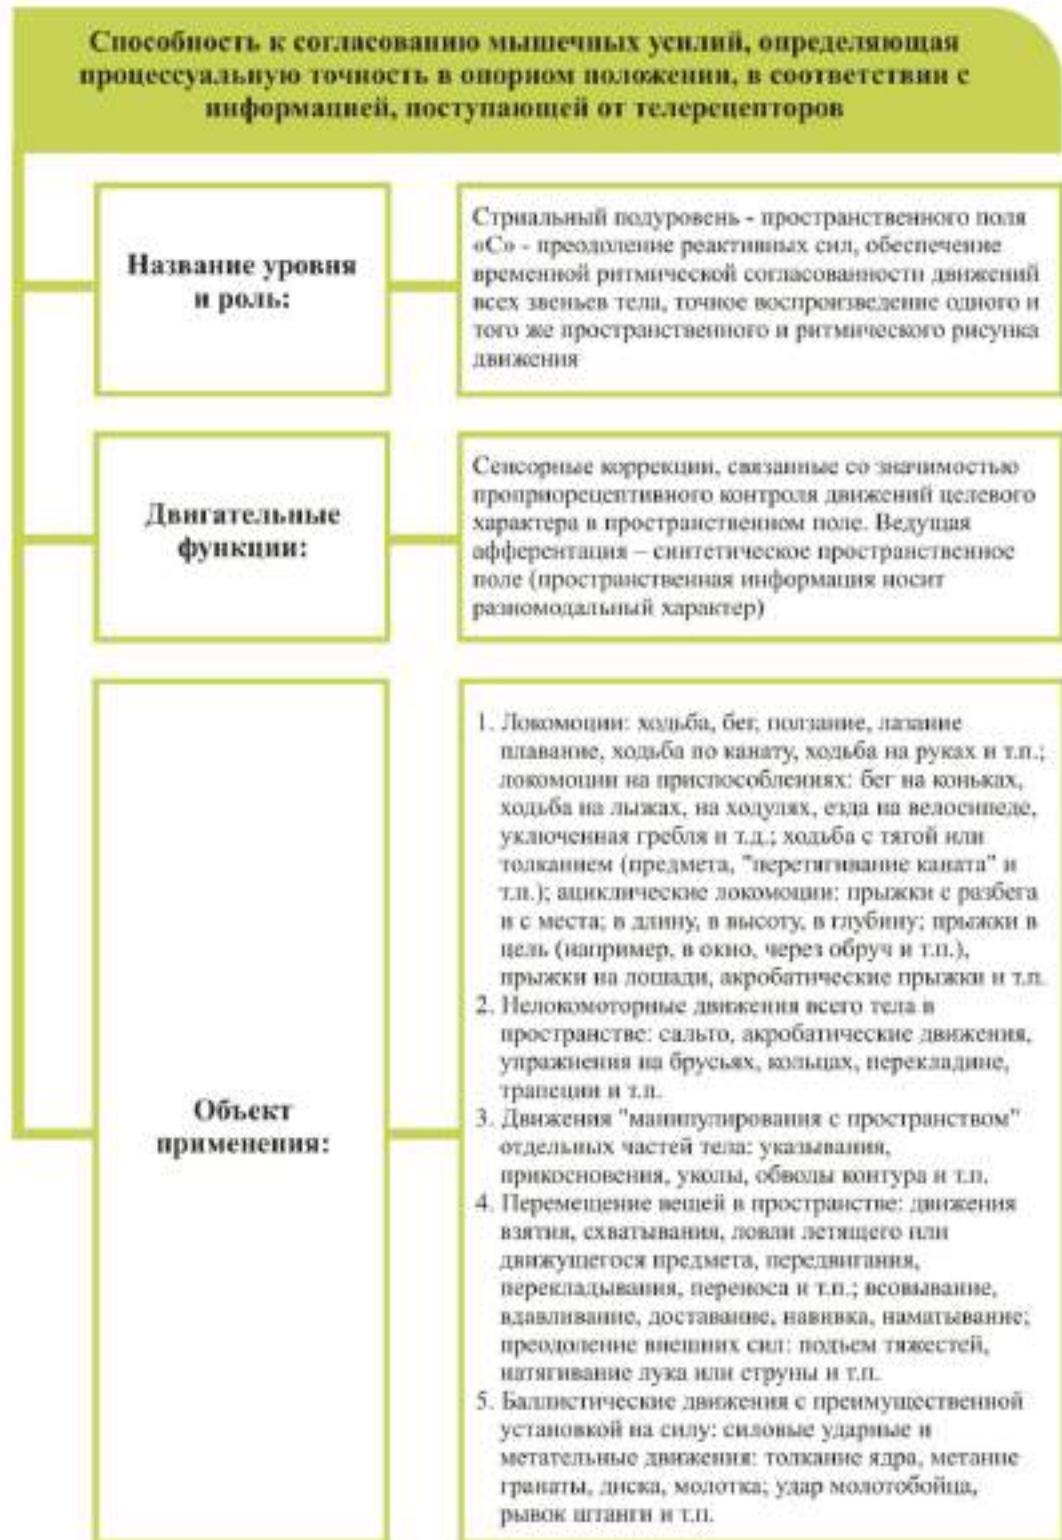 Способность к согласованию мышечных усилий, определяющая
процессуальную точность в опорном положении, в соответствии с
информацией, поступающей от телерецепторов
Название уровня
и роль:
Стриальный подуровень - пространственного поля
«С» - преодоление реактивных сил, обеспечение
временной ритмической согласованности движений
всех звеньев тела, точное воспроизведение одного и
того же пространственного и ритмического рисунка
движения
Двигательные
функции:
Сенсорные коррекции, связанные со значимостью
проприорецептивного контроля движений целевого
характера в пространственном поле. Ведущая
афферентация – синтетическое пространственное
поле (пространственная информация носит
разномодальный характер)
Объект
применения:
1. Локомоции: ходьба, бег, ползание, лазание
плавание, ходьба по канату, ходьба на руках и т.п.;
локомоции на приспособлениях: бег на коньках,
ходьба на лыжах, на ходулях, езда на велосипеде,
уключенная гребля и т.д.; ходьба с тягой или
толканием (предмета, "перетягивание каната" и
т.п.); ациклические локомоции: прыжки с разбега
и с места; в длину, в высоту, в глубину; прыжки в
цель (например, в окно, через обруч и т.п.),
прыжки на лошади, акробатические прыжки и т.п.
2. Нелокомоторные движения всего тела в
пространстве: сальто, акробатические движения,
упражнения на брусьях, кольцах, перекладине,
трапеции и т.п.
3. Движения "манипулирования с пространством"
отдельных частей тела: указывания,
прикосновения, уколы, обводы контура и т.п.
4. Перемещение вещей в пространстве: движения
взятия, схватывания, ловли летящего или
движущегося предмета, передвигания,
перекладывания, переноса и т.п.; всовывание,
вдавливание, доставание, навивка, наматывание;
преодоление внешних сил: подъем тяжестей,
натягивание лука или струны и т.п.
5. Баллистические движения с преимущественной
установкой на силу: силовые ударные и
метательные движения: толкание ядра, метание
гранаты, диска, молотка; удар молотобойца,
рывок штанги и т.п.